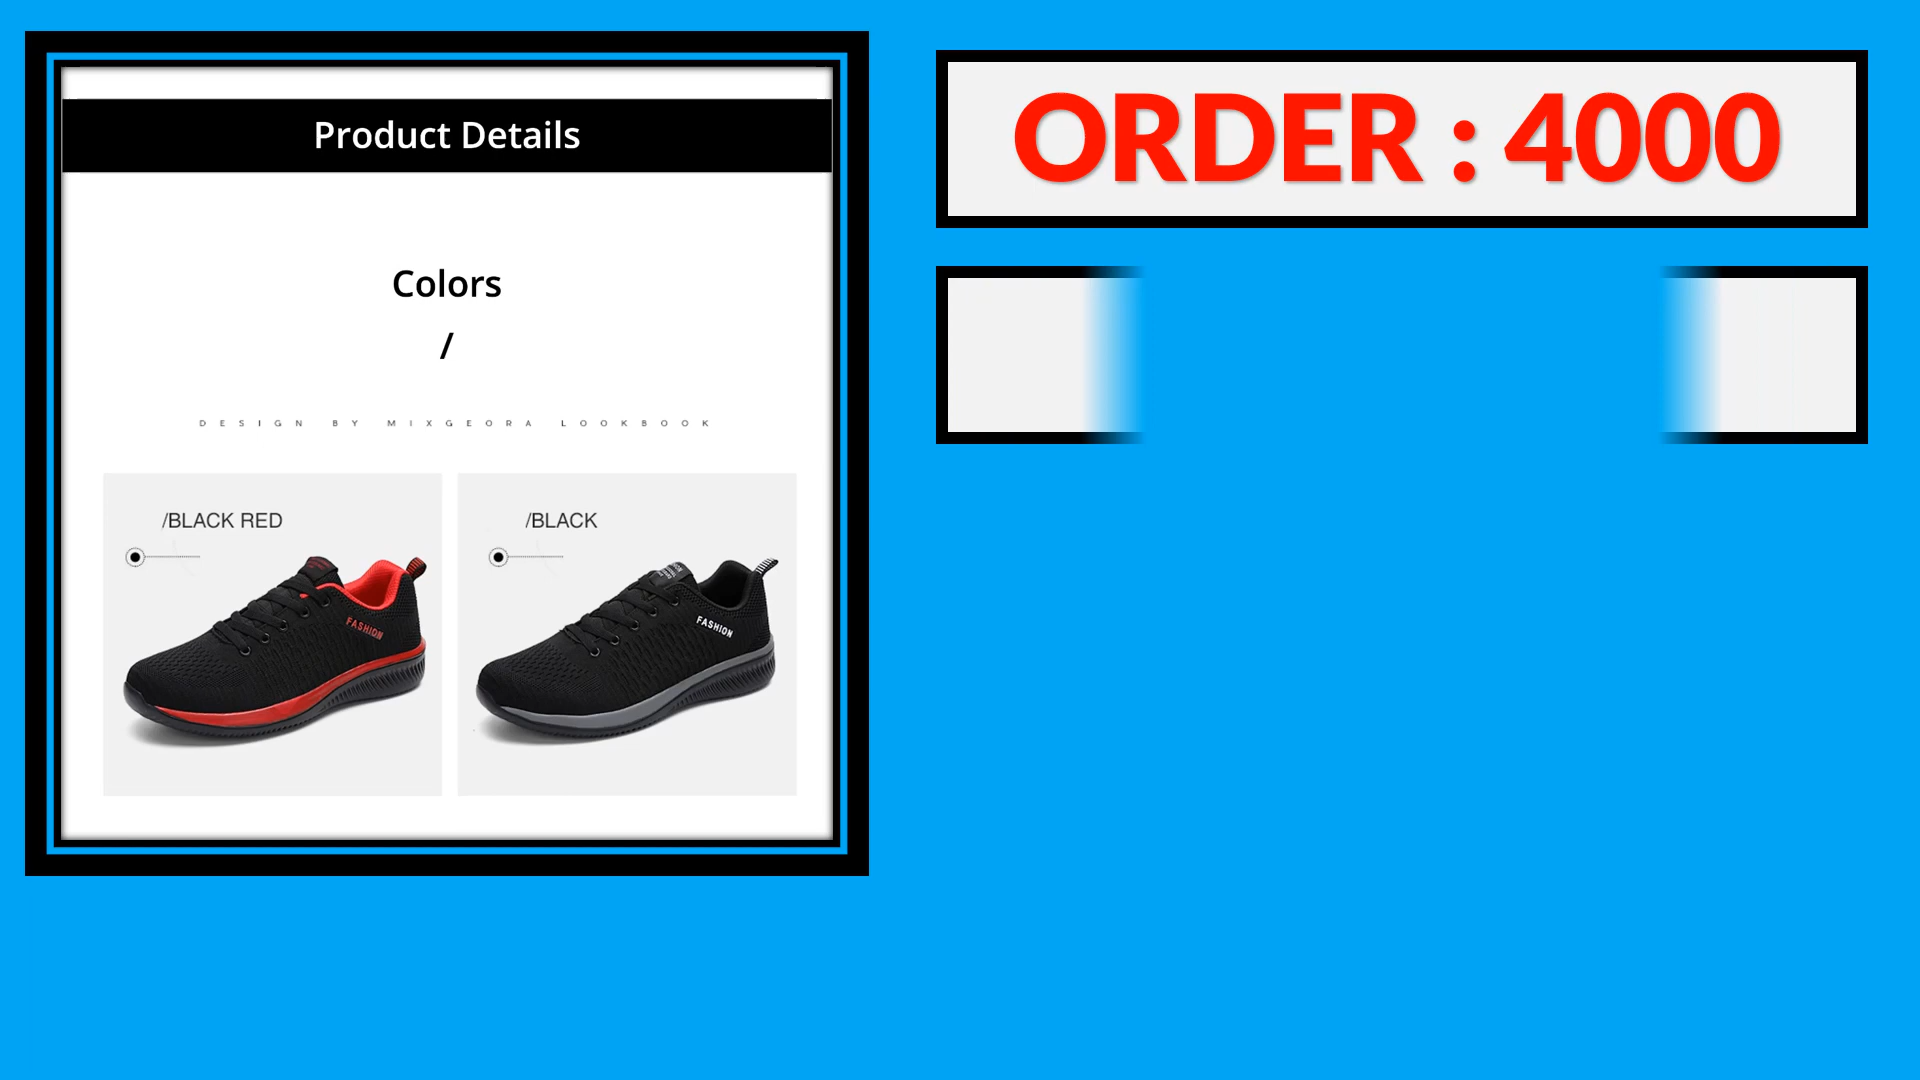 Product Details
Colors
/
DESIGN BY MIXGEORA LOOKBOOK
/BLACK RED
/BLACK
FASHION
FASHION
ORDER : 4000